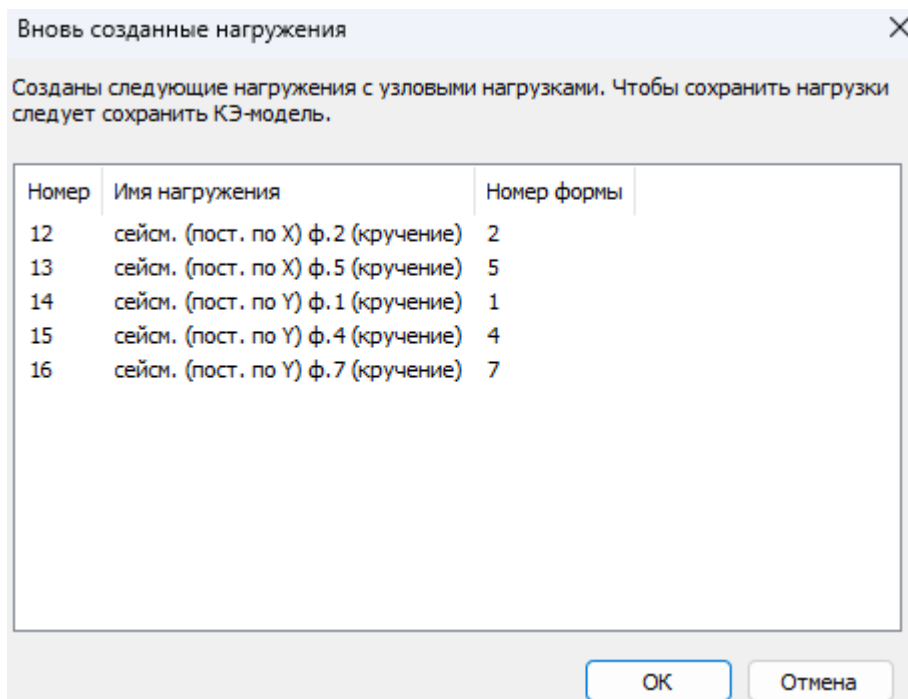 Вновь созданные нагружения
Созданы следующие нагружения с узловыми нагрузками. Чтобы сохранить нагрузки
следует сохранить КЭ-модель.
Номер Имя нагружения Номер формы
12 сейсм. (пост. по X) ф.2 (кручение) 2
13 сейсм. (пост. по X) ф.5 (кручение) 5
14 сейсм. (пост. по Y) ф.1 (кручение) 1
15 сейсм. (пост. по Y) ф.4 (кручение) 4
16 сейсм. (пост. по Y) ф.7 (кручение) 7
OK Отмена